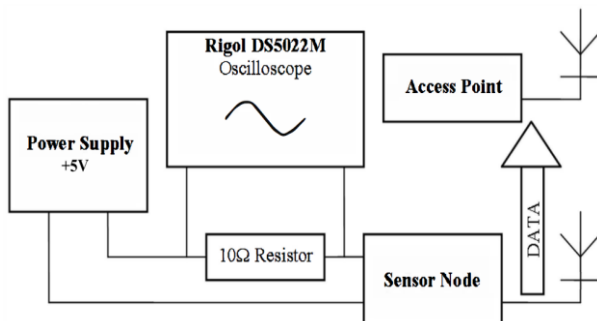 Rigol DS5022M
Oscilloscope
Access Point
Power Supply
+5V
10Ω Resistor
DATA
Sensor Node